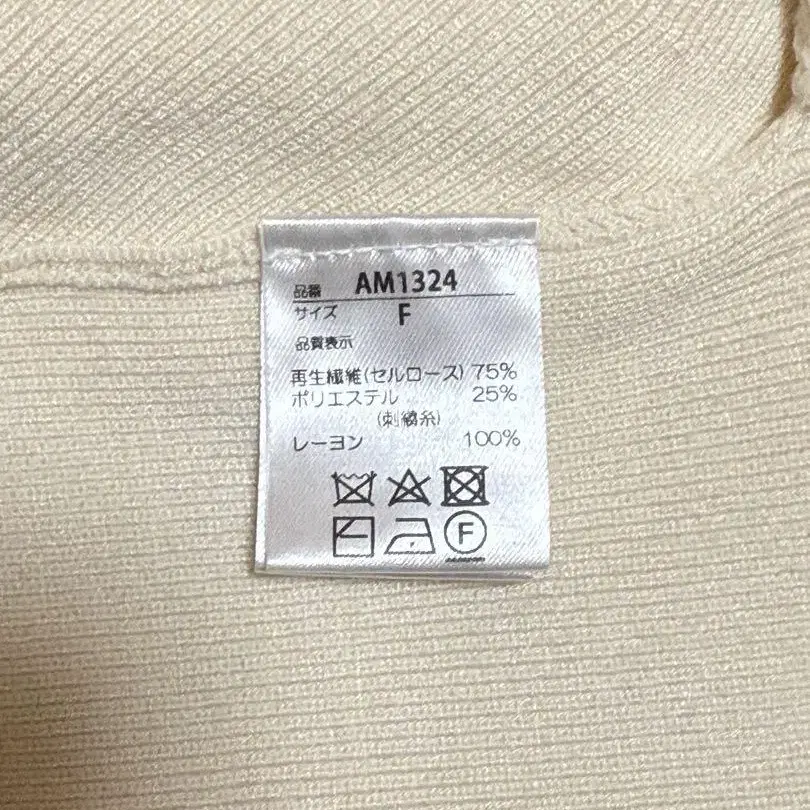 品番 AM1324
サイズ F
品質表示
再生繊維(セルロース) 75%
ポリエステル 25%
(刺繍糸)
レーヨン 100%
F